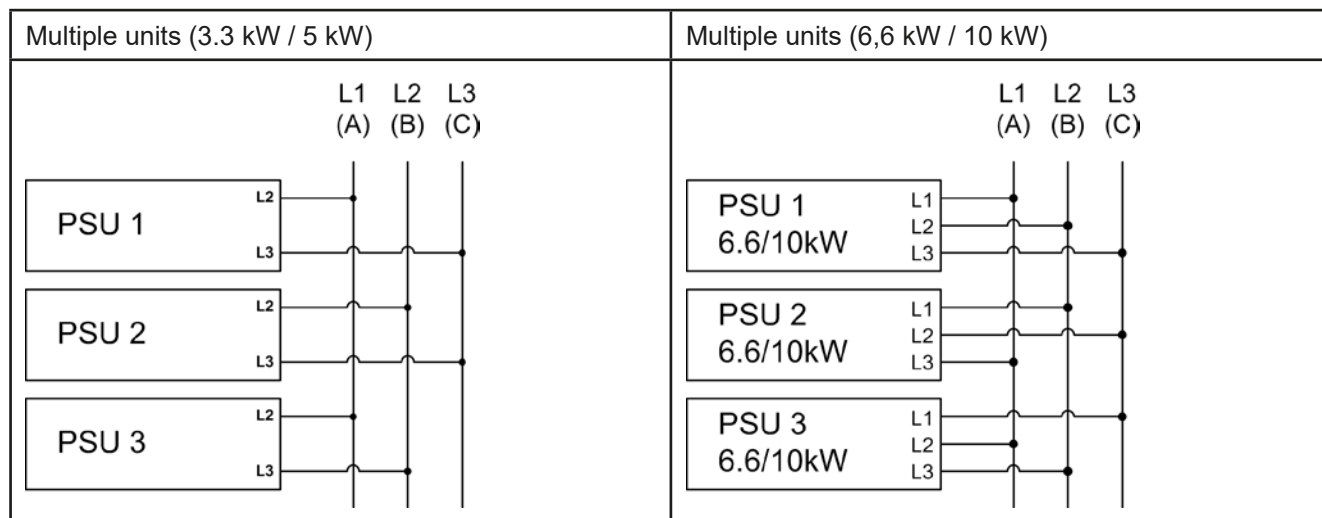 Multiple units (3.3 kW / 5 kW)
L1 L2 L3
(A) (B) (C)
L2
PSU 1
L3
L2
PSU 2
L3
L2
PSU 3
L3
Multiple units (6,6 kW / 10 kW)
L1 L2 L3
(A) (B) (C)
PSU 1 L1
L2
6.6/10kW L3
PSU 2 L1
L2
6.6/10kW L3
PSU 3 L1
L2
6.6/10kW L3